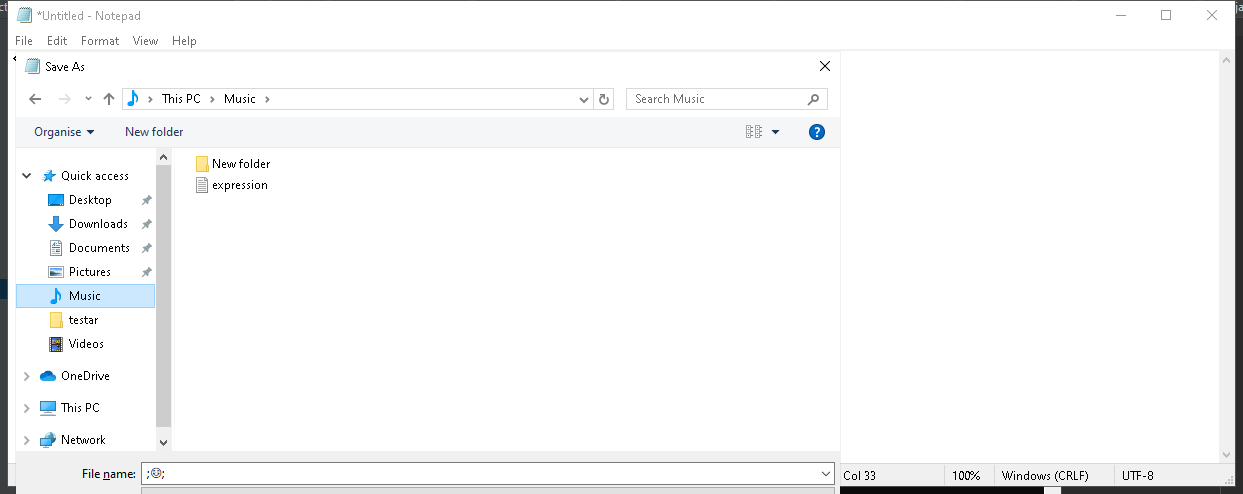 *Untitled - Notepad
File Edit Format View Help
Save As
This PC > Music >
Search Music
Organise New folder
Quick access
Desktop
Downloads
Documents
Pictures
Music
testar
Videos
OneDrive
This PC
Network
New folder
expression
File name: ;☺;
Col 33 100% Windows (CRLF) UTF-8